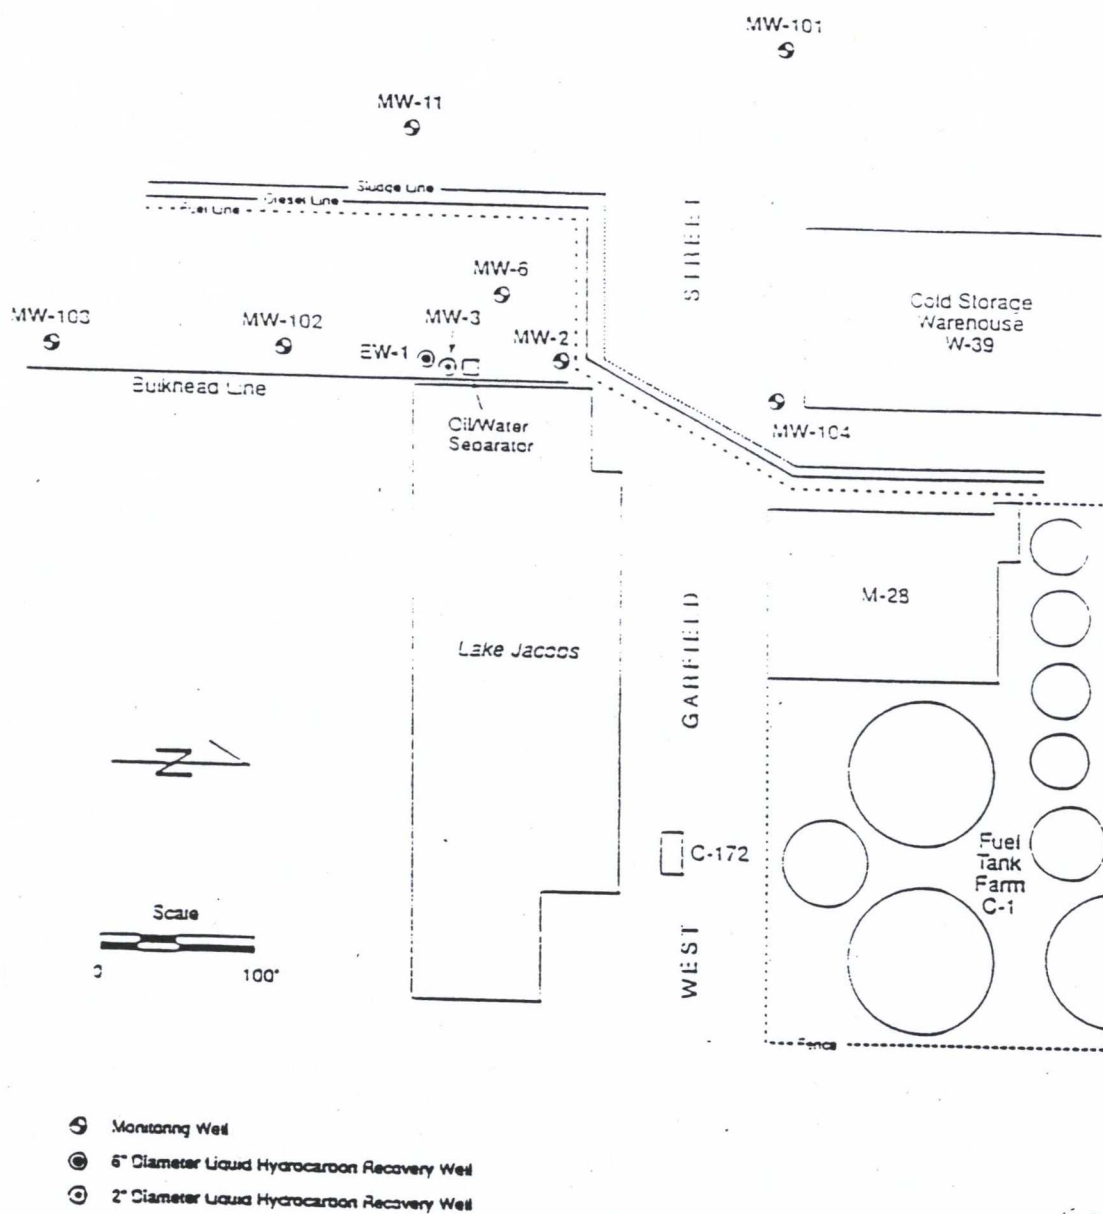 MW-101
MW-11
Sludge Line
Diesel Line
Fuel Line
STREET
MW-6
Cold Storage
Warehouse
W-39
MW-103
MW-102
MW-3
MW-2
EW-1
Bulkhead Line
Oil/Water
Separator
MW-104
M-28
Lake Jacobs
GARFIELD
N
C-172
Fuel
Tank
Farm
C-1
Scale
0 100'
WEST
Fence
Monitoring Well
6" Diameter Liquid Hydrocarbon Recovery Well
2" Diameter Liquid Hydrocarbon Recovery Well